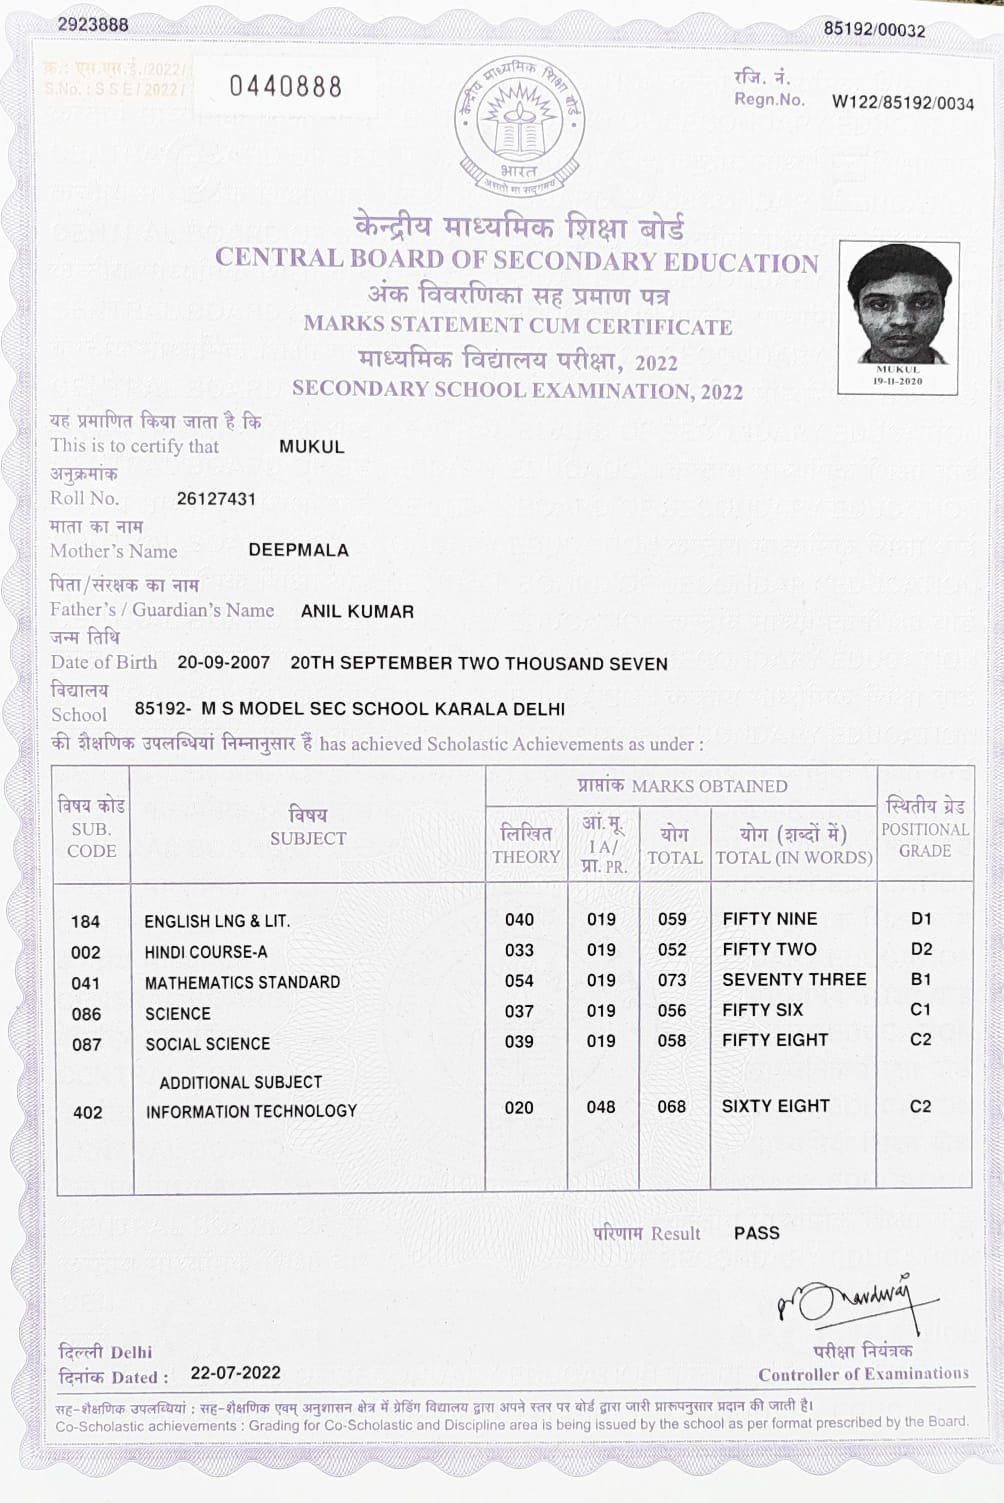 2923888
85192/00032
क्र.: एस.एस.ई./2022/
S.No. : S S E / 2022 /
0440888
रजि. नं.
Regn.No. W122/85192/0034
केन्द्रीय माध्यमिक शिक्षा बोर्ड
भारत
असतो मा सद्गमय
केन्द्रीय माध्यमिक शिक्षा बोर्ड
CENTRAL BOARD OF SECONDARY EDUCATION
अंक विवरणिका सह प्रमाण पत्र
MARKS STATEMENT CUM CERTIFICATE
माध्यमिक विद्यालय परीक्षा, 2022
SECONDARY SCHOOL EXAMINATION, 2022
MUKUL
19-11-2020
यह प्रमाणित किया जाता है कि
This is to certify that MUKUL
अनुक्रमांक
Roll No. 26127431
माता का नाम
Mother's Name DEEPMALA
पिता/संरक्षक का नाम
Father's / Guardian's Name ANIL KUMAR
जन्म तिथि
Date of Birth 20-09-2007 20TH SEPTEMBER TWO THOUSAND SEVEN
विद्यालय
School 85192- M S MODEL SEC SCHOOL KARALA DELHI
की शैक्षणिक उपलब्धियां निम्नानुसार हैं has achieved Scholastic Achievements as under :
विषय कोड
SUB.
CODE
विषय
SUBJECT
प्राप्तांक MARKS OBTAINED
लिखित
THEORY
आं.मू.
I A/
प्रा. PR.
योग
TOTAL
योग (शब्दों में)
TOTAL (IN WORDS)
स्थितीय ग्रेड
POSITIONAL
GRADE
184 ENGLISH LNG & LIT. 040 019 059 FIFTY NINE D1
002 HINDI COURSE-A 033 019 052 FIFTY TWO D2
041 MATHEMATICS STANDARD 054 019 073 SEVENTY THREE B1
086 SCIENCE 037 019 056 FIFTY SIX C1
087 SOCIAL SCIENCE 039 019 058 FIFTY EIGHT C2
ADDITIONAL SUBJECT
402 INFORMATION TECHNOLOGY 020 048 068 SIXTY EIGHT C2
परिणाम Result PASS
दिल्ली Delhi
दिनांक Dated : 22-07-2022
परीक्षा नियंत्रक
Controller of Examinations
सह-शैक्षणिक उपलब्धियां : सह-शैक्षणिक एवम् अनुशासन क्षेत्र में ग्रेडिंग विद्यालय द्वारा अपने स्तर पर बोर्ड द्वारा जारी प्रारूपनुसार प्रदान की जाती है।
Co-Scholastic achievements : Grading for Co-Scholastic and Discipline area is being issued by the school as per format prescribed by the Board.